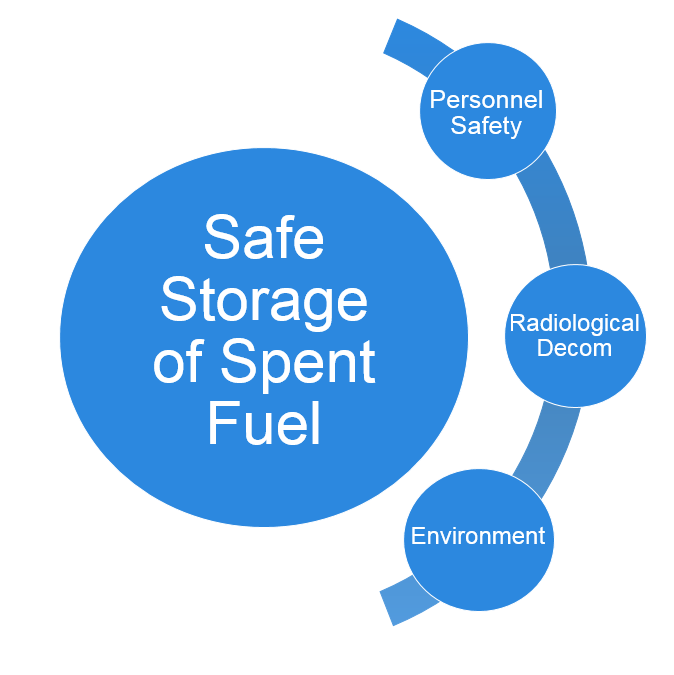 Safe
Storage
of Spent
Fuel
Personnel
Safety
Radiological
Decom
Environment